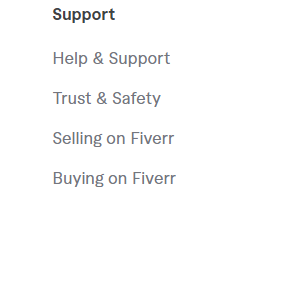 Support
Help & Support
Trust & Safety
Selling on Fiverr
Buying on Fiverr